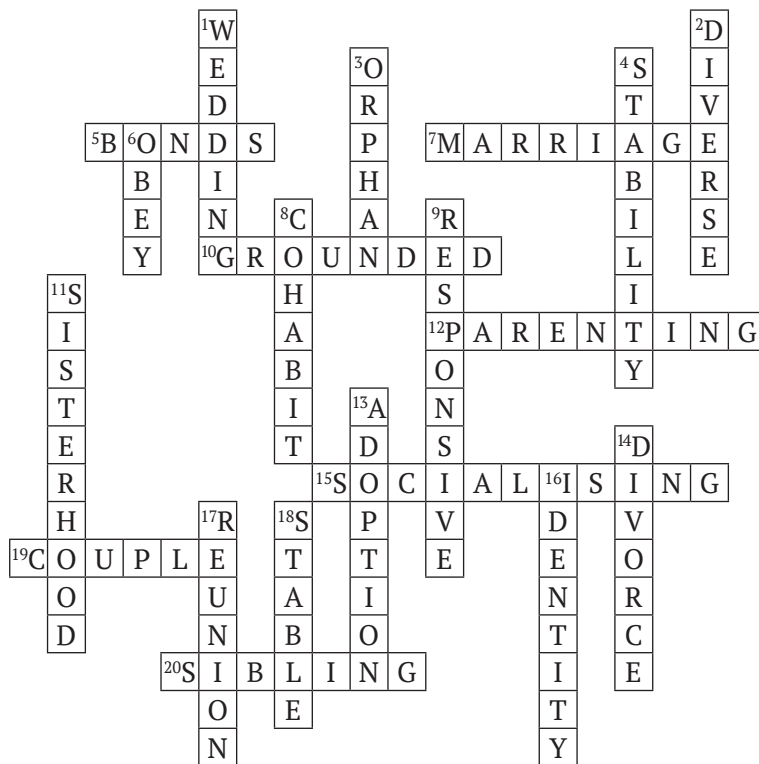 1W 2D
E 3O 4S I
D R T V
5B 6O N D S P 7M A R R I A G E
B I H B R
E N 8C A 9R I S
Y 10G R O U N D E D L E
11S H S I
I A 12P A R E N T I N G
S B O Y
T I 13A N
E T D S 14D
R 15S O C I A L 16I S I N G
H 17R 18S P V D V
19C O U P L E T T E E O
O U A I N R
D N B O T C
20S I B L I N G I E
O E T
N Y